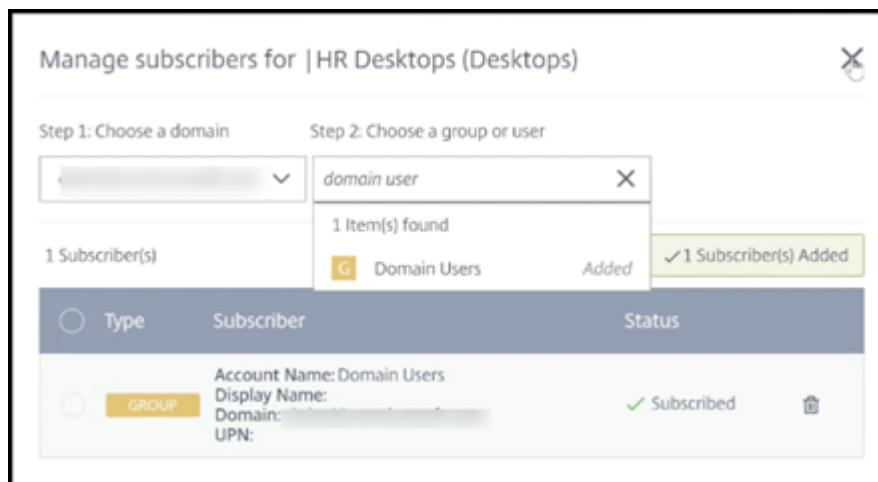 Manage subscribers for | HR Desktops (Desktops)
Step 1: Choose a domain
Step 2: Choose a group or user
domain user
1 Item(s) found
G Domain Users Added
1 Subscriber(s)
✓1 Subscriber(s) Added
Type Subscriber Status
GROUP
Account Name: Domain Users
Display Name:
Domain:
UPN:
✓ Subscribed